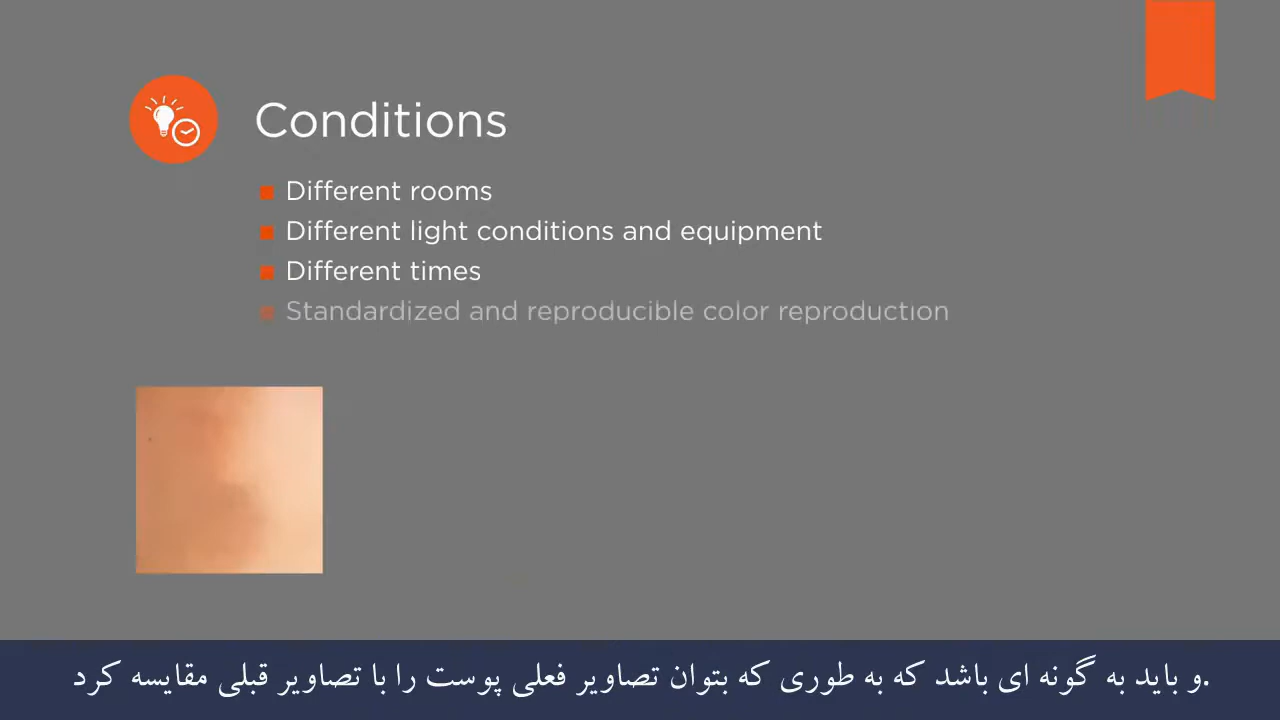 Conditions
Different rooms
Different light conditions and equipment
Different times
Standardized and reproducible color reproduction
و باید به گونه ای باشد که به طوری که بتوان تصاویر فعلی پوست را با تصاویر قبلی مقایسه کرد.